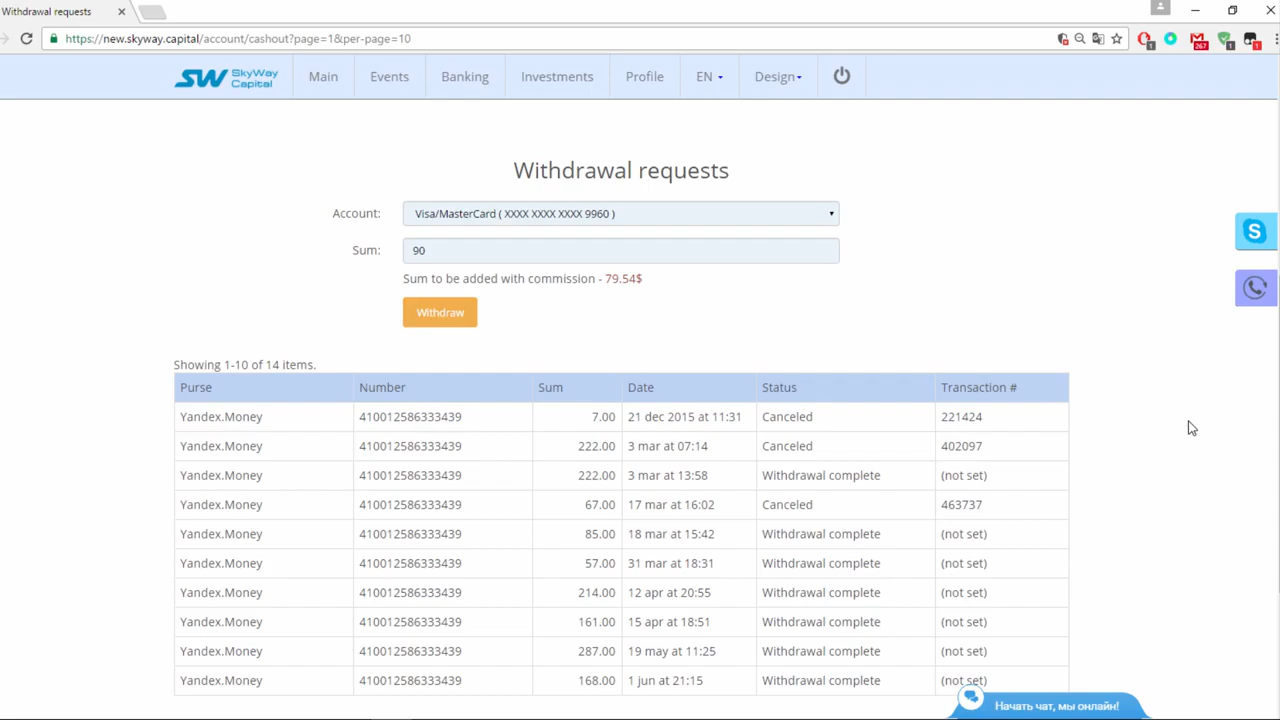 Withdrawal requests
https://new.skyway.capital/account/cashout?page=1&per-page=10
1
267
1
1
SW SkyWay Capital
Main Events Banking Investments Profile EN Design
Withdrawal requests
Account: Visa/MasterCard ( XXXX XXXX XXXX 9960 )
Sum: 90
Sum to be added with commission - 79.54$
Withdraw
Showing 1-10 of 14 items.
Purse Number Sum Date Status Transaction #
Yandex.Money 410012586333439 7.00 21 dec 2015 at 11:31 Canceled 221424
Yandex.Money 410012586333439 222.00 3 mar at 07:14 Canceled 402097
Yandex.Money 410012586333439 222.00 3 mar at 13:58 Withdrawal complete (not set)
Yandex.Money 410012586333439 67.00 17 mar at 16:02 Canceled 463737
Yandex.Money 410012586333439 85.00 18 mar at 15:42 Withdrawal complete (not set)
Yandex.Money 410012586333439 57.00 31 mar at 18:31 Withdrawal complete (not set)
Yandex.Money 410012586333439 214.00 12 apr at 20:55 Withdrawal complete (not set)
Yandex.Money 410012586333439 161.00 15 apr at 18:51 Withdrawal complete (not set)
Yandex.Money 410012586333439 287.00 19 may at 11:25 Withdrawal complete (not set)
Yandex.Money 410012586333439 168.00 1 jun at 21:15 Withdrawal complete (not set)
Начать чат, мы онлайн!